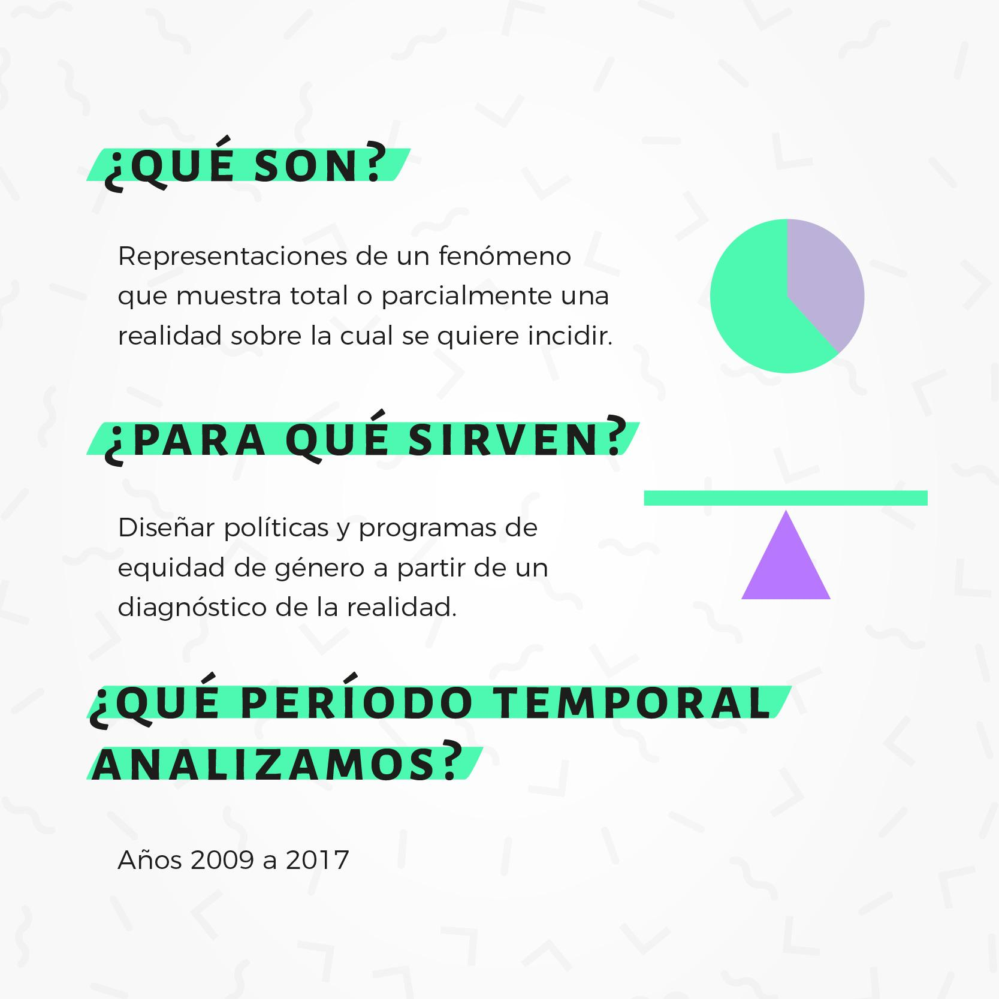 ¿QUÉ SON?
Representaciones de un fenómeno
que muestra total o parcialmente una
realidad sobre la cual se quiere incidir.
¿PARA QUÉ SIRVEN?
Diseñar políticas y programas de
equidad de género a partir de un
diagnóstico de la realidad.
¿QUÉ PERÍODO TEMPORAL
ANALIZAMOS?
Años 2009 a 2017